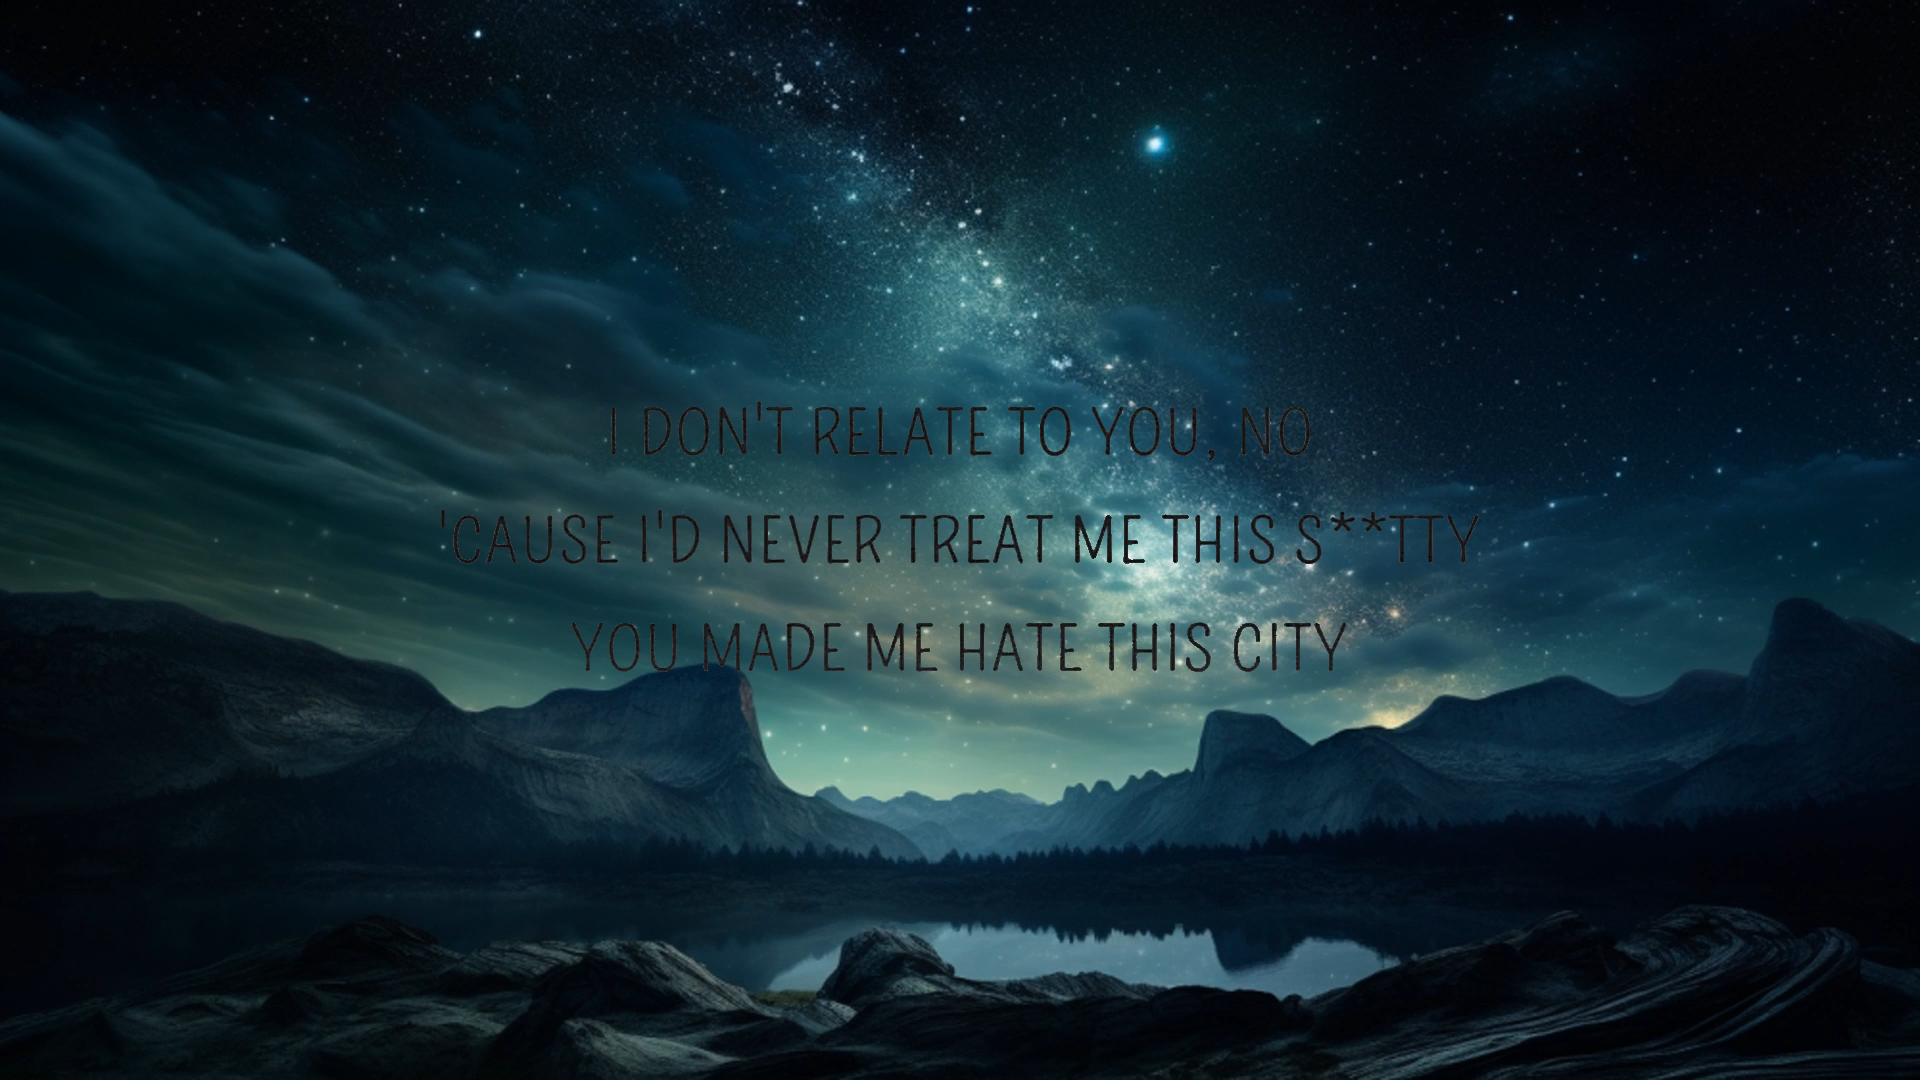 I DON'T RELATE TO YOU, NO
'CAUSE I'D NEVER TREAT ME THIS S**TTY
YOU MADE ME HATE THIS CITY